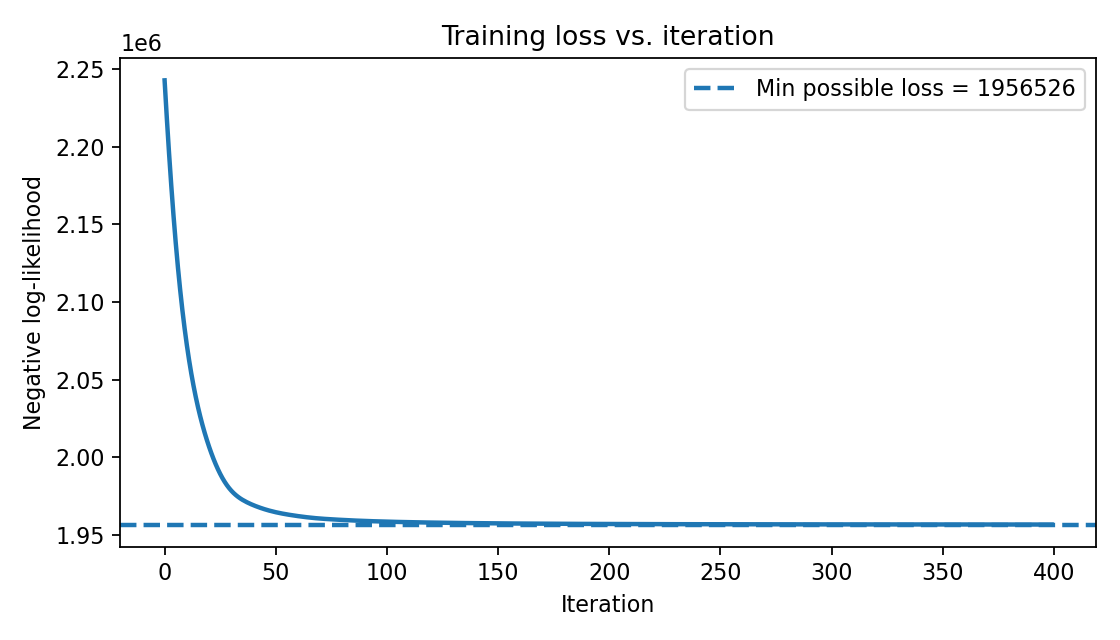 Training loss vs. iteration
1e6
Min possible loss = 1956526
2.25
2.20
2.15
2.10
2.05
2.00
1.95
Negative log-likelihood
0 50 100 150 200 250 300 350 400
Iteration